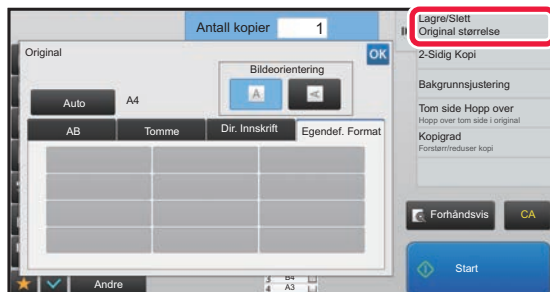 Antall kopier 1
Original
OK
Bildeorientering
A A
Auto A4
AB Tomme Dir. Innskrift Egendef. Format
Lagre/Slett
Original størrelse
2-Sidig Kopi
Bakgrunnsjustering
Tom side Hopp over
Hopp over tom side i original
Kopigrad
Forstørr/reduser kopi
Forhåndsvis CA
Start
Andre
3 B4
4 A3